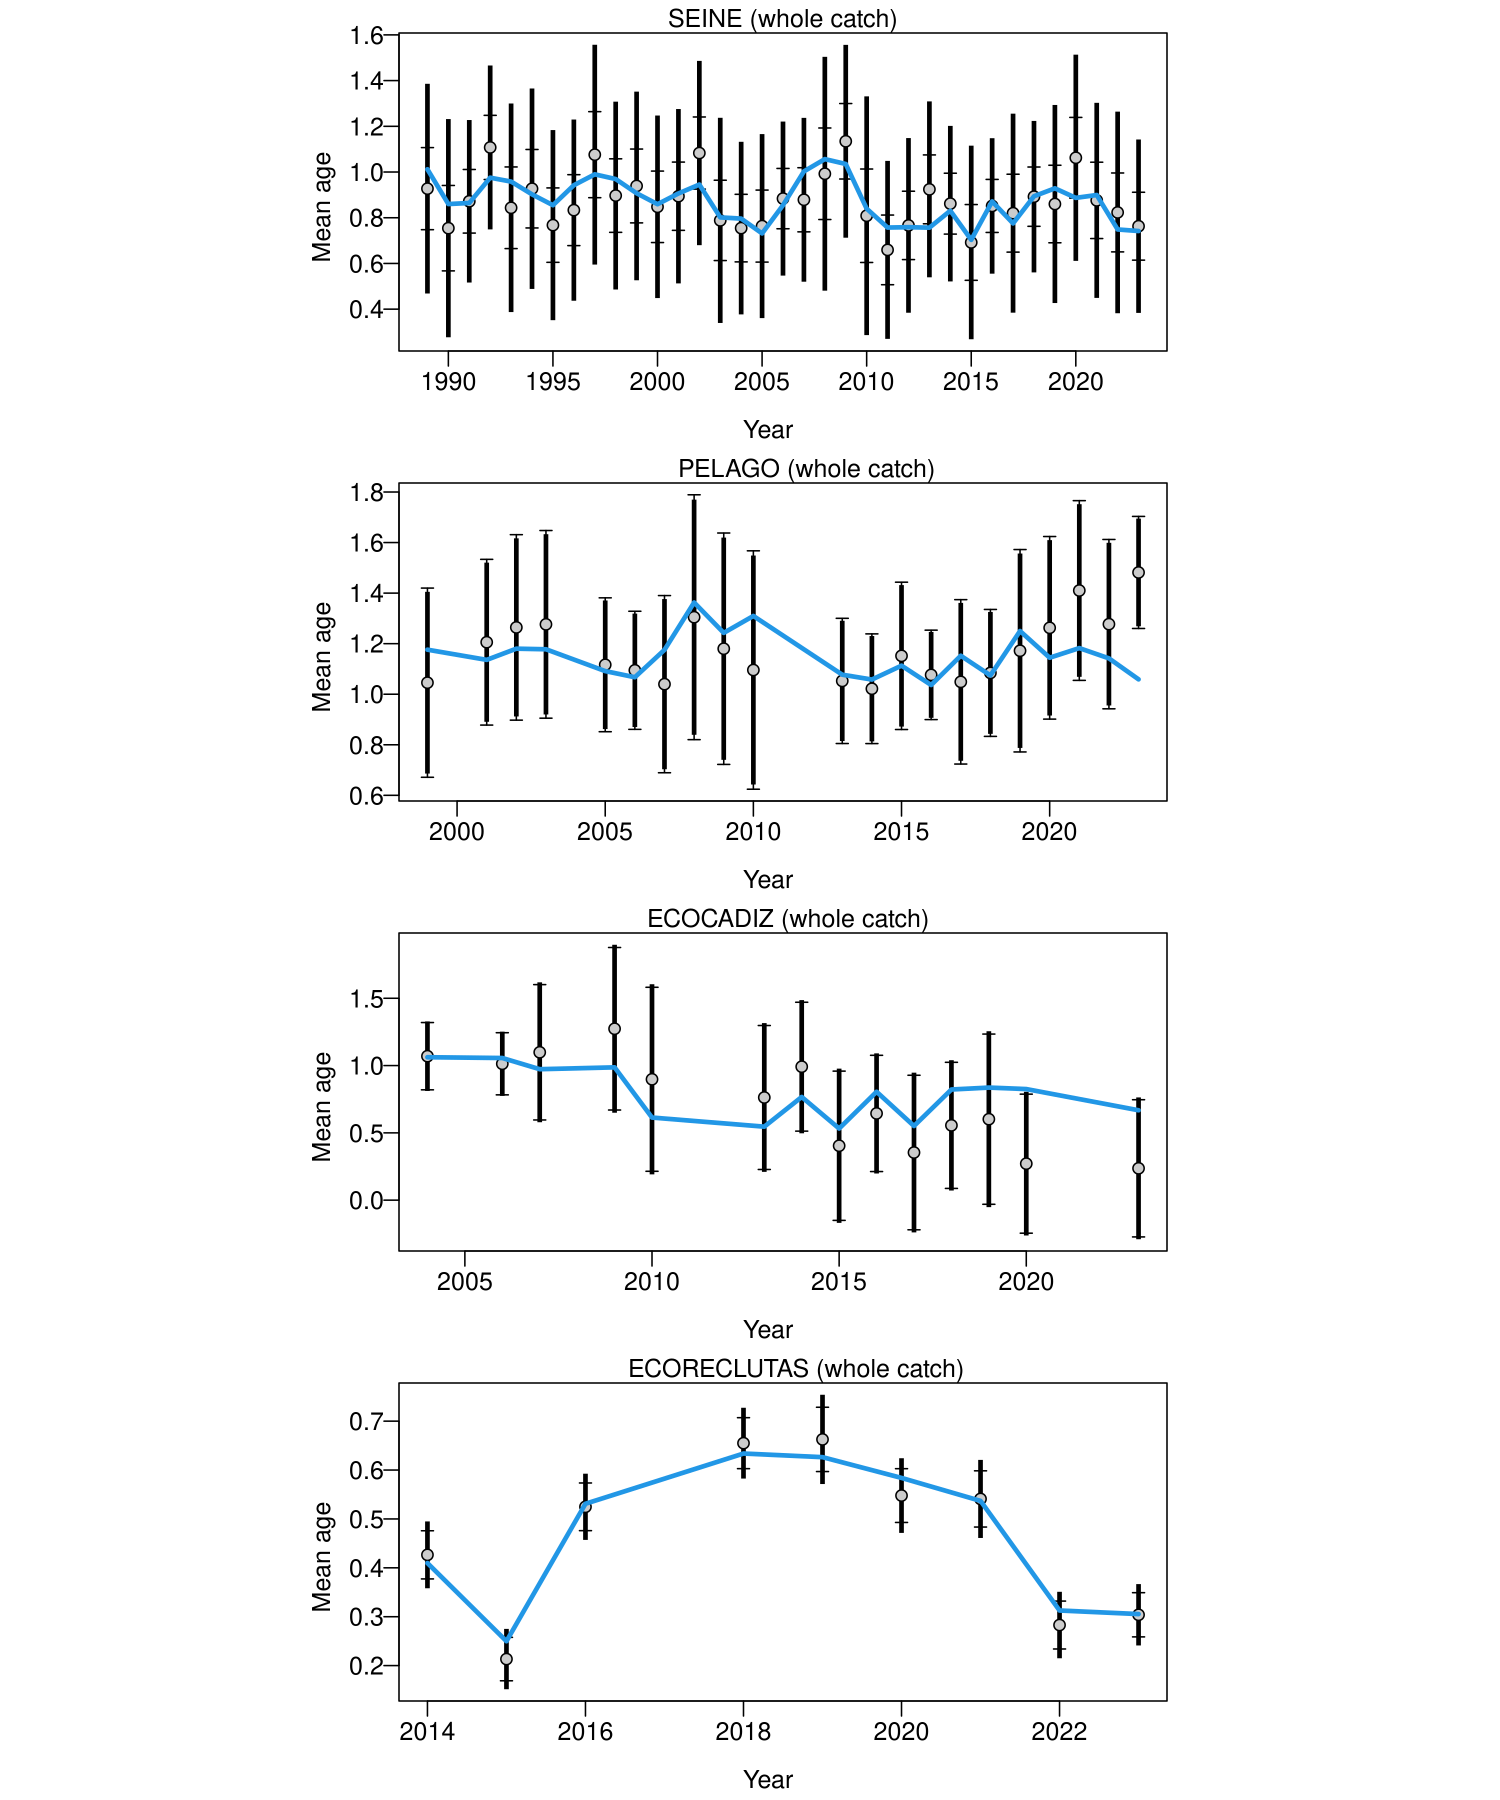 SEINE (whole catch)
Mean age
1.6
1.4
1.2
1.0
0.8
0.6
0.4
1990 1995 2000 2005 2010 2015 2020
Year
PELAGO (whole catch)
Mean age
1.8
1.6
1.4
1.2
1.0
0.8
0.6
2000 2005 2010 2015 2020
Year
ECOCADIZ (whole catch)
Mean age
1.5
1.0
0.5
0.0
2005 2010 2015 2020
Year
ECORECLUTAS (whole catch)
Mean age
0.7
0.6
0.5
0.4
0.3
0.2
2014 2016 2018 2020 2022
Year